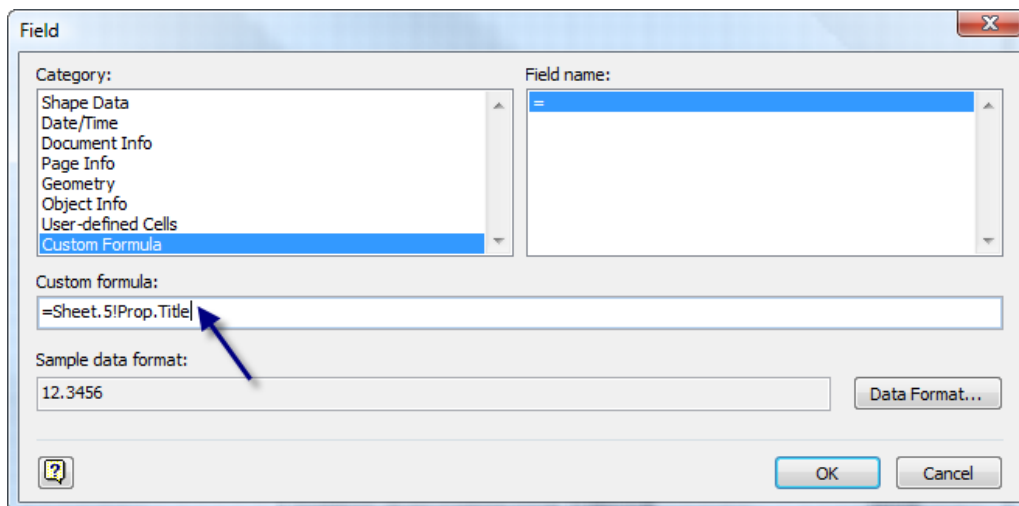 Field
Category:
Field name:
Shape Data
Date/Time
Document Info
Page Info
Geometry
Object Info
User-defined Cells
Custom Formula
=
Custom formula:
=Sheet.5!Prop.Title
Sample data format:
12.3456
Data Format...
OK
Cancel